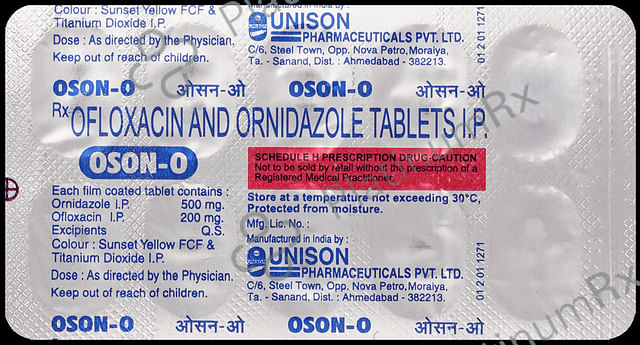 Colour : Sunset Yellow FCF &
Titanium Dioxide I.P.
Dose : As directed by the Physician.
Keep out of reach of children.
Manufactured in India by :
UNISON
PHARMACEUTICALS PVT. LTD.
C/6, Steel Town, Opp. Nova Petro, Moraiya,
Ta. - Sanand, Dist. : Ahmedabad - 382213.
01 2 01 1271
OSON-O ओसन-ओ OSON-O ओसन-ओ
Rx OFLOXACIN AND ORNIDAZOLE TABLETS I.P.
OSON-O
SCHEDULE H PRESCRIPTION DRUG-CAUTION
Not to be sold by retail without the prescription of a
Registered Medical Practitioner.
Each film coated tablet contains :
Ornidazole I.P. 500 mg.
Ofloxacin I.P. 200 mg.
Excipients Q.S.
Colour : Sunset Yellow FCF &
Titanium Dioxide I.P.
Dose : As directed by the Physician.
Keep out of reach of children.
Store at a temperature not exceeding 30°C,
Protected from moisture.
Mfg. Lic. No. :
Manufactured in India by :
UNISON
PHARMACEUTICALS PVT. LTD.
C/6, Steel Town, Opp. Nova Petro, Moraiya,
Ta. - Sanand, Dist. : Ahmedabad - 382213.
01 2 01 1271
OSON-O ओसन-ओ OSON-O ओसन-ओ
PlatinumRx